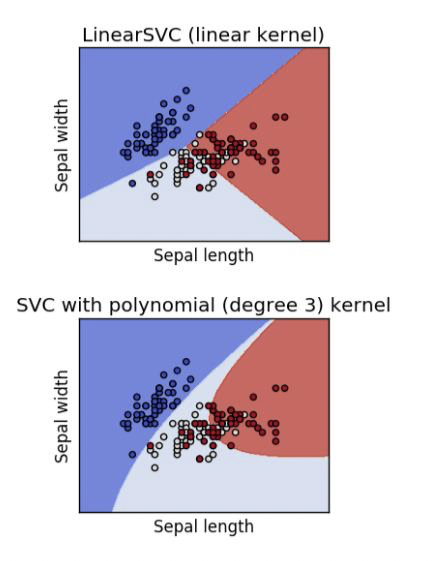 LinearSVC (linear kernel)
Sepal width
Sepal length
SVC with polynomial (degree 3) kernel
Sepal width
Sepal length